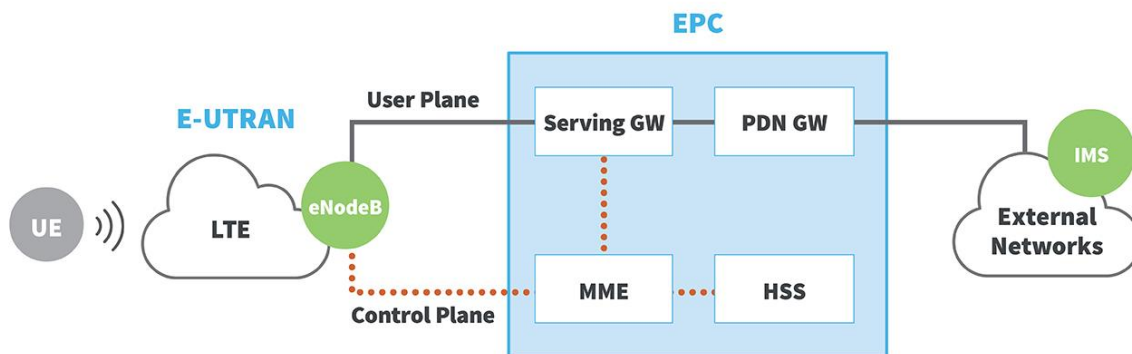 EPC
E-UTRAN
User Plane
Serving GW
PDN GW
IMS
UE
LTE
eNodeB
External
Networks
MME
HSS
Control Plane